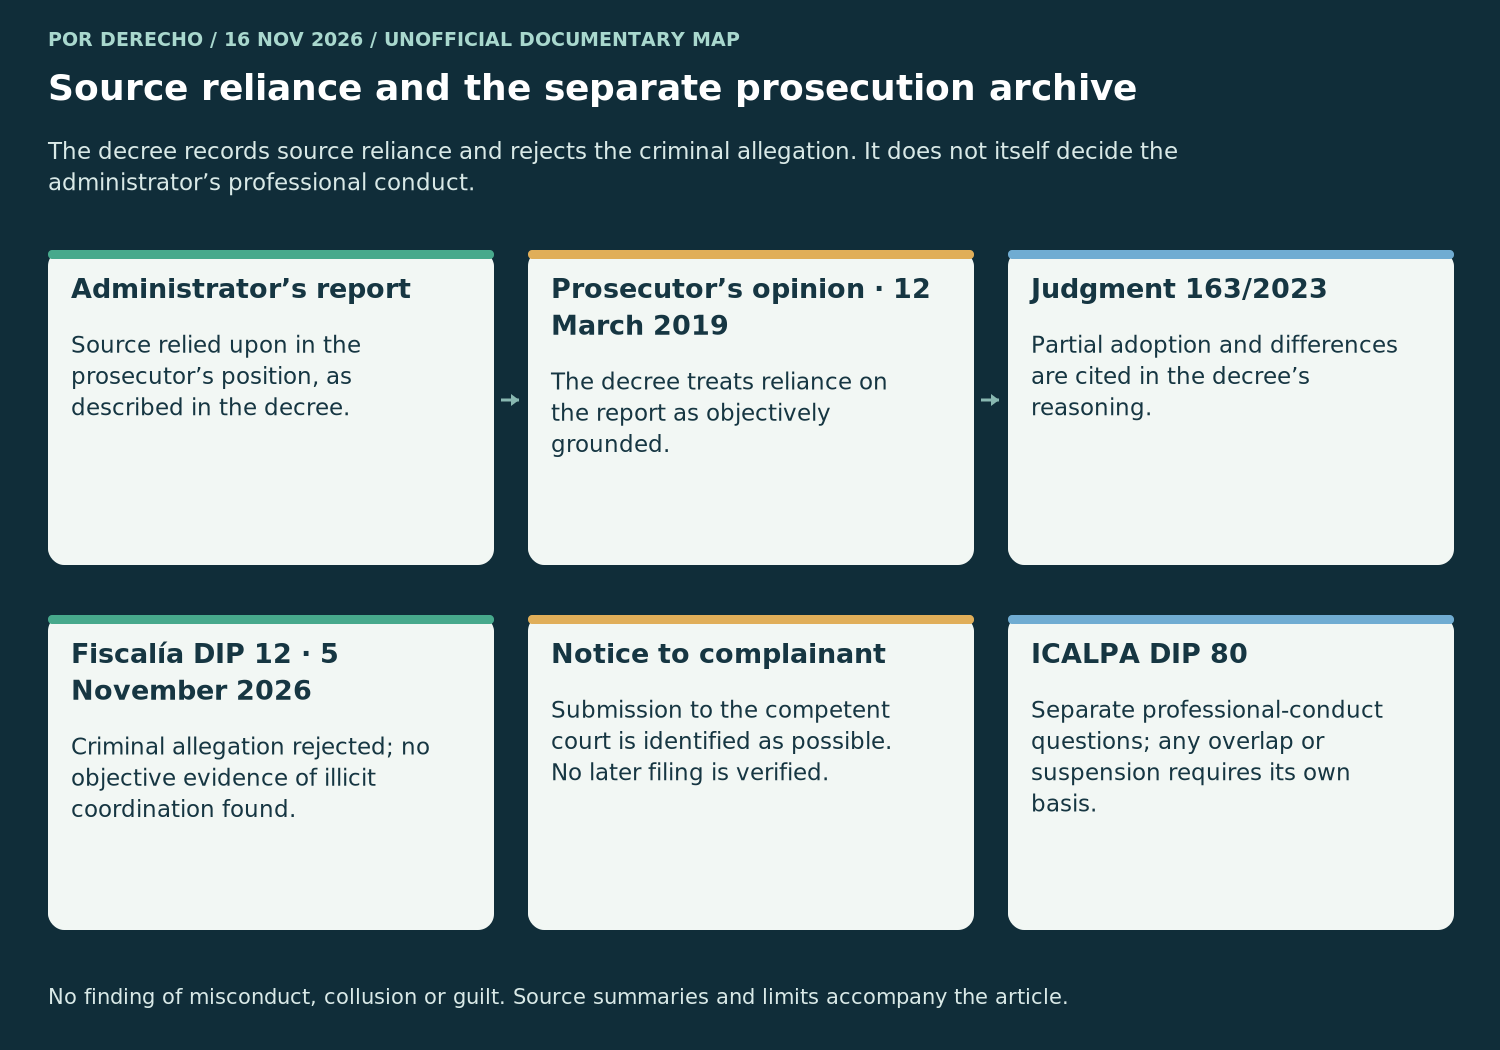 POR DERECHO / 16 NOV 2026 / UNOFFICIAL DOCUMENTARY MAP
Source reliance and the separate prosecution archive
The decree records source reliance and rejects the criminal allegation. It does not itself decide the
administrator’s professional conduct.
Administrator’s report
Source relied upon in the
prosecutor’s position, as
described in the decree.
Prosecutor’s opinion · 12
March 2019
The decree treats reliance on
the report as objectively
grounded.
Judgment 163/2023
Partial adoption and differences
are cited in the decree’s
reasoning.
Fiscalía DIP 12 · 5
November 2026
Criminal allegation rejected; no
objective evidence of illicit
coordination found.
Notice to complainant
Submission to the competent
court is identified as possible.
No later filing is verified.
ICALPA DIP 80
Separate professional-conduct
questions; any overlap or
suspension requires its own
basis.
No finding of misconduct, collusion or guilt. Source summaries and limits accompany the article.